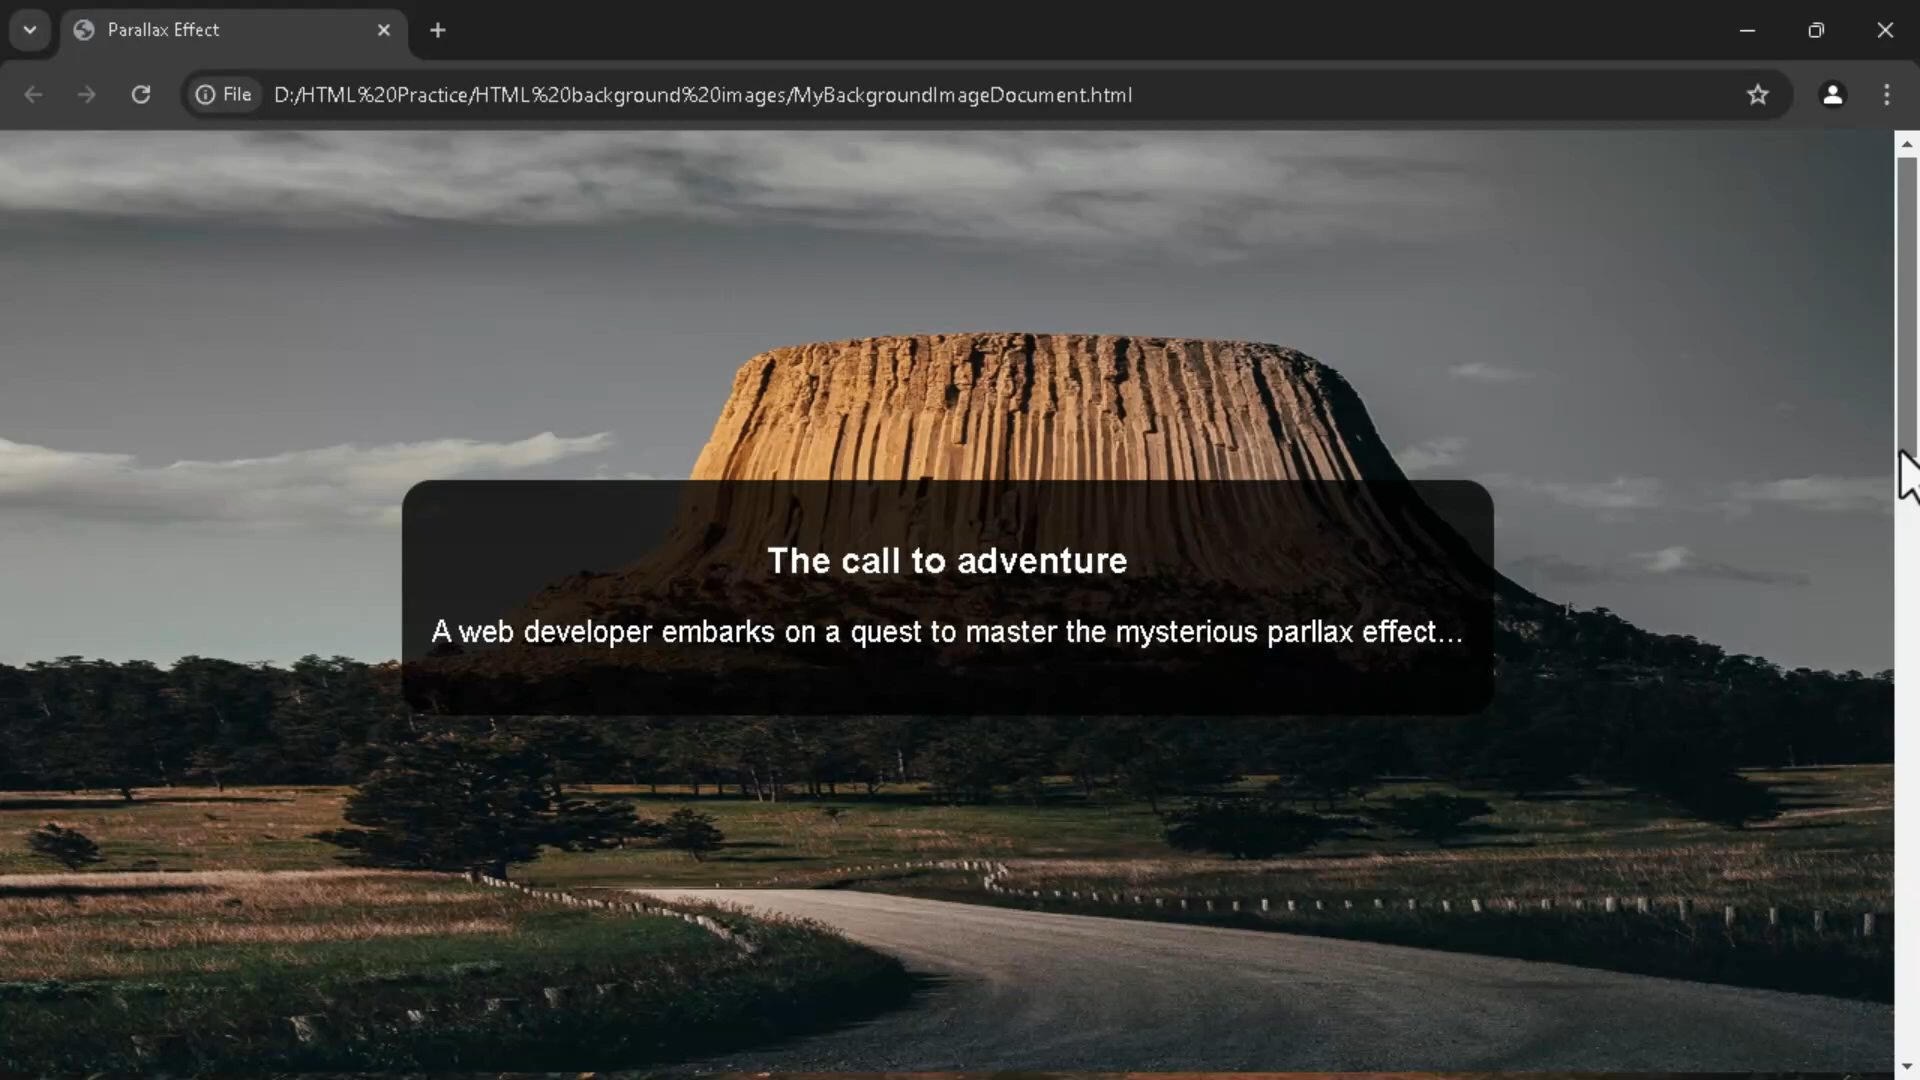 Parallax Effect
File D:/HTML%20Practice/HTML%20background%20images/MyBackgroundImageDocument.html
The call to adventure
A web developer embarks on a quest to master the mysterious parllax effect...